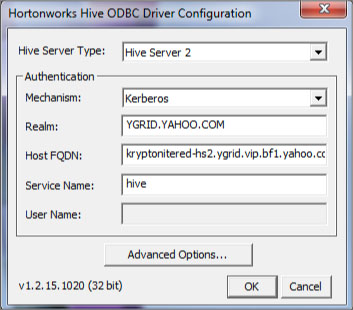 Hortonworks Hive ODBC Driver Configuration
Hive Server Type: Hive Server 2
Authentication
Mechanism: Kerberos
Realm: YGRID.YAHOO.COM
Host FQDN: kryptonitered-hs2.ygrid.vip.bf1.yahoo.cc
Service Name: hive
User Name:
Advanced Options...
v1.2.15.1020 (32 bit) OK Cancel